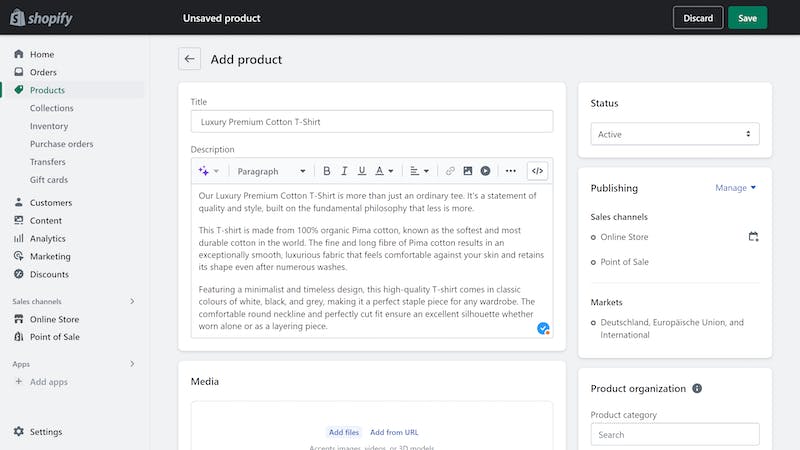 shopify
Unsaved product
Discard
Save
Home
Orders
Products
Collections
Inventory
Purchase orders
Transfers
Gift cards
Customers
Content
Analytics
Marketing
Discounts
Sales channels
Online Store
Point of Sale
Apps
Add apps
Settings
Add product
Title
Luxury Premium Cotton T-Shirt
Description
Paragraph
B I U A
Our Luxury Premium Cotton T-Shirt is more than just an ordinary tee. It's a statement of
quality and style, built on the fundamental philosophy that less is more.
This T-shirt is made from 100% organic Pima cotton, known as the softest and most
durable cotton in the world. The fine and long fibre of Pima cotton results in an
exceptionally smooth, luxurious fabric that feels comfortable against your skin and retains
its shape even after numerous washes.
Featuring a minimalist and timeless design, this high-quality T-shirt comes in classic
colours of white, black, and grey, making it a perfect staple piece for any wardrobe. The
comfortable round neckline and perfectly cut fit ensure an excellent silhouette whether
worn alone or as a layering piece.
Media
Add files Add from URL
Accepts images, videos, or 3D models
Status
Active
Publishing
Manage
Sales channels
Online Store
Point of Sale
Markets
Deutschland, Europäische Union, and
International
Product organization
Product category
Search